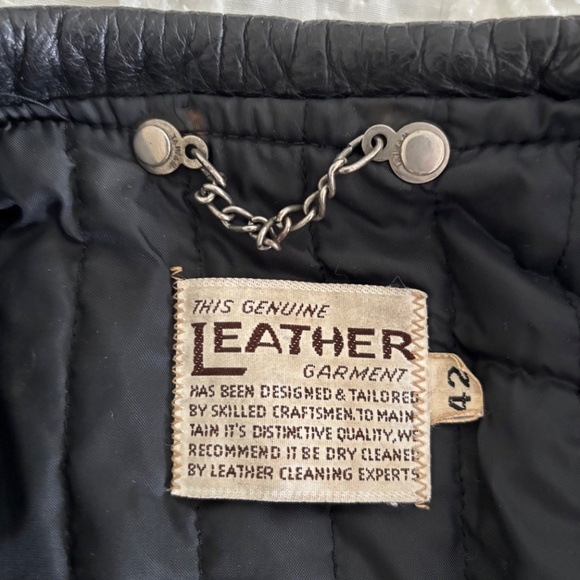 THIS GENUINE
LEATHER
GARMENT
HAS BEEN DESIGNED & TAILORED
BY SKILLED CRAFTSMEN. TO MAIN
TAIN IT'S DISTINCTIVE QUALITY, WE
RECOMMEND IT BE DRY CLEANED
BY LEATHER CLEANING EXPERTS
42